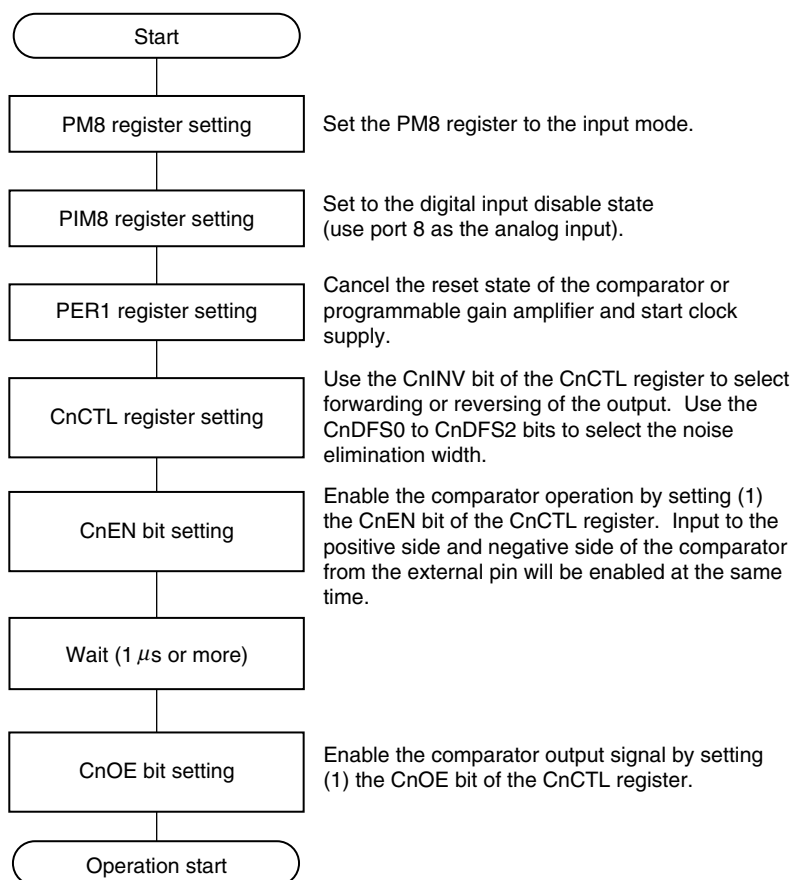 Start
PM8 register setting
Set the PM8 register to the input mode.
PIM8 register setting
Set to the digital input disable state
(use port 8 as the analog input).
PER1 register setting
Cancel the reset state of the comparator or
programmable gain amplifier and start clock
supply.
CnCTL register setting
Use the CnINV bit of the CnCTL register to select
forwarding or reversing of the output.  Use the
CnDFS0 to CnDFS2 bits to select the noise
elimination width.
CnEN bit setting
Enable the comparator operation by setting (1)
the CnEN bit of the CnCTL register.  Input to the
positive side and negative side of the comparator
from the external pin will be enabled at the same
time.
Wait (1 μs or more)
CnOE bit setting
Enable the comparator output signal by setting
(1) the CnOE bit of the CnCTL register.
Operation start